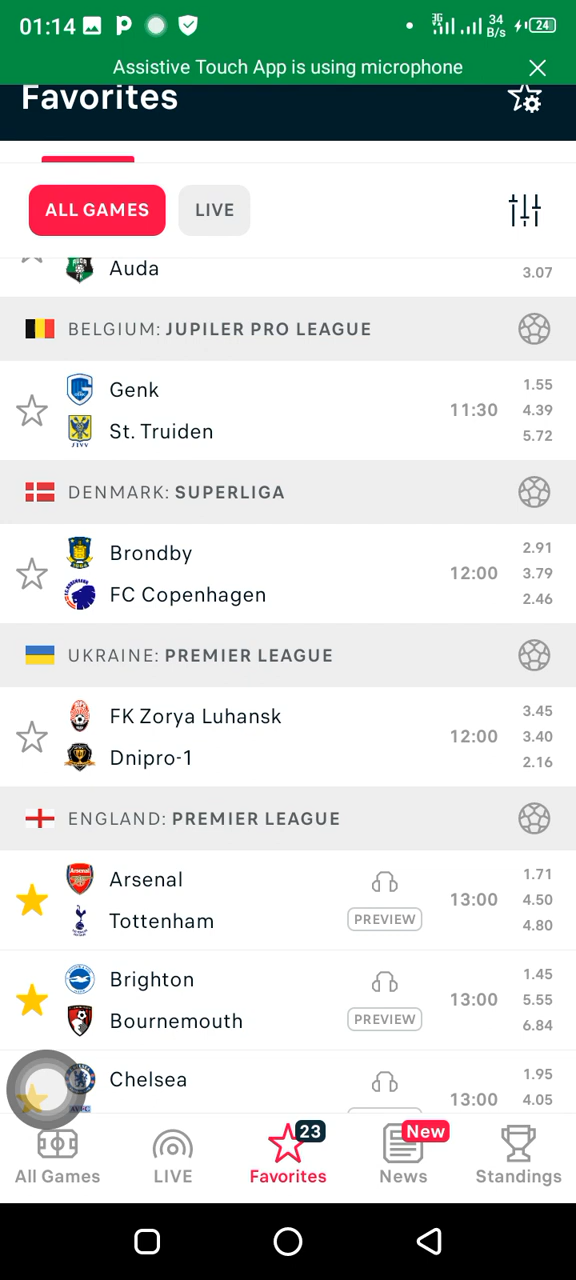 01:14
34 B/s
24
Assistive Touch App is using microphone
Favorites
ALL GAMES
LIVE
Auda
3.07
BELGIUM: JUPILER PRO LEAGUE
Genk
St. Truiden
11:30
1.55
4.39
5.72
DENMARK: SUPERLIGA
Brondby
FC Copenhagen
12:00
2.91
3.79
2.46
UKRAINE: PREMIER LEAGUE
FK Zorya Luhansk
Dnipro-1
12:00
3.45
3.40
2.16
ENGLAND: PREMIER LEAGUE
Arsenal
Tottenham
PREVIEW
13:00
1.71
4.50
4.80
Brighton
Bournemouth
PREVIEW
13:00
1.45
5.55
6.84
Chelsea
13:00
1.95
4.05
All Games
LIVE
23
Favorites
New
News
Standings